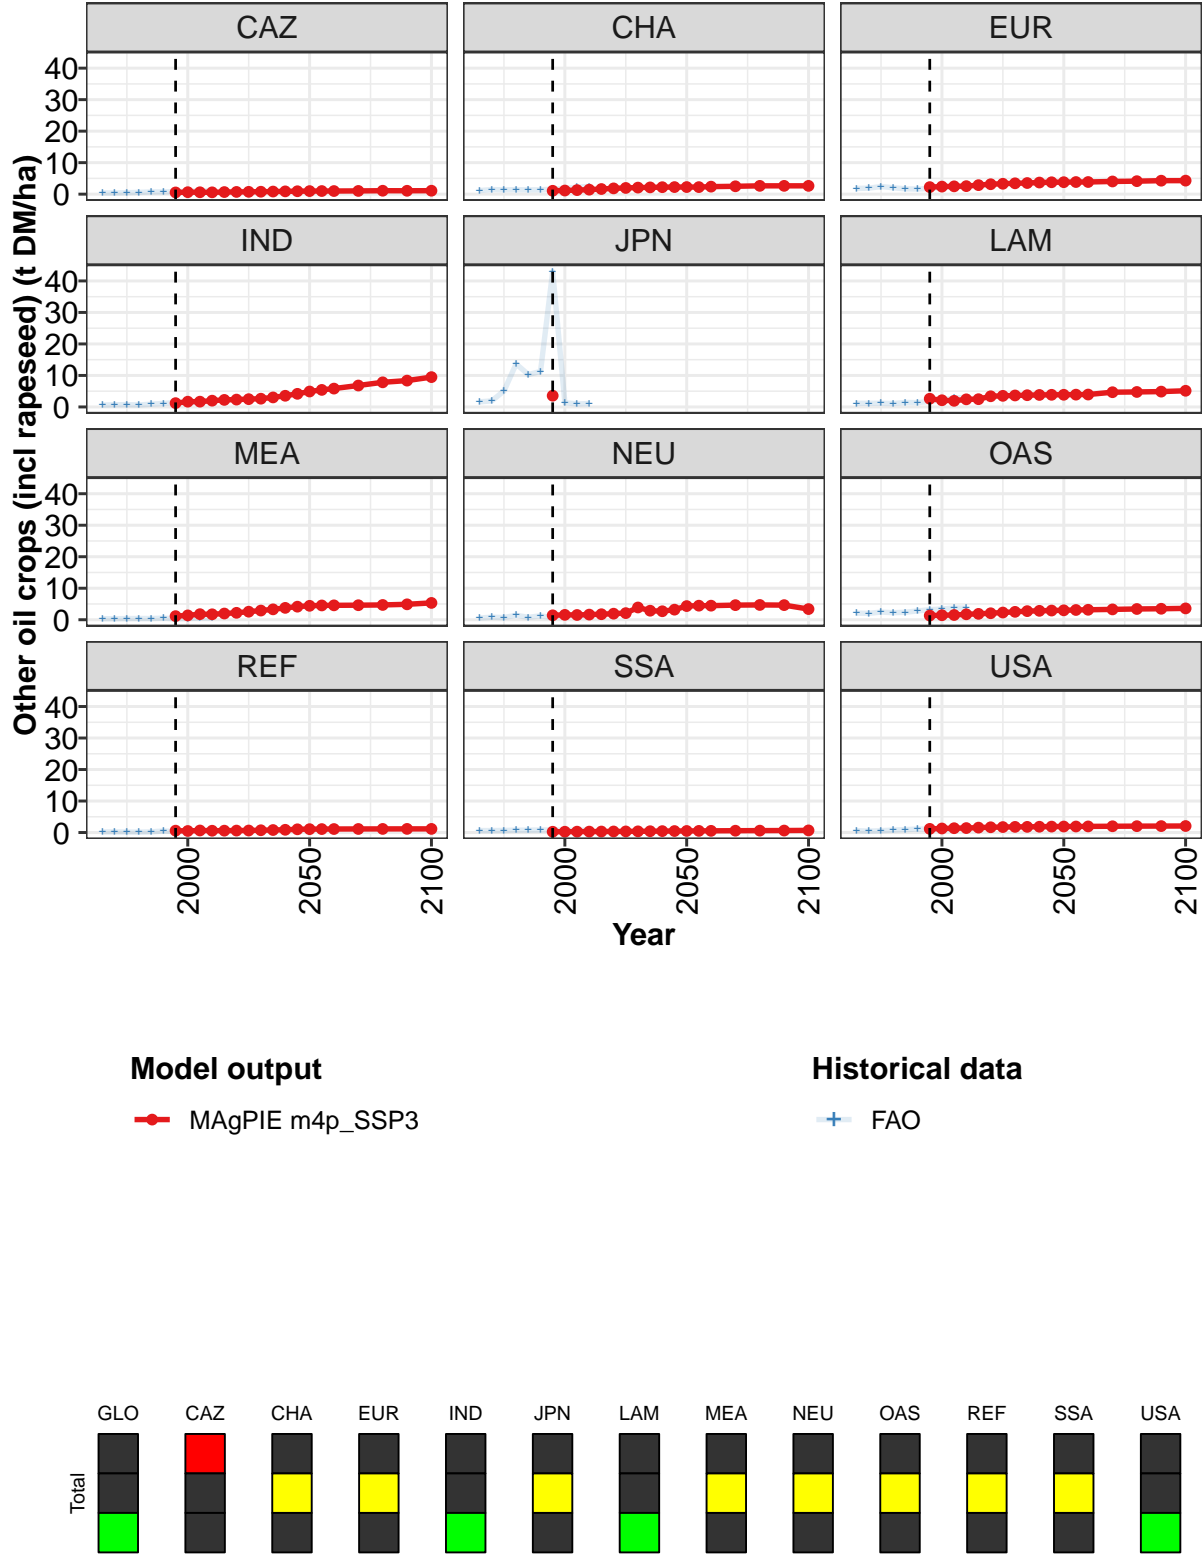 CAZ CHA EUR
40
30
20
10
0
IND JPN LAM
40
30
20
10
0
MEA NEU OAS
40
30
20
10
0
REF SSA USA
40
30
20
10
0
Other oil crops (incl rapeseed) (t DM/ha)
2000 2050 2100 2000 2050 2100 2000 2050 2100
Year
Model output
MAgPIE m4p_SSP3
Historical data
FAO
GLO CAZ CHA EUR IND JPN LAM MEA NEU OAS REF SSA USA
Total